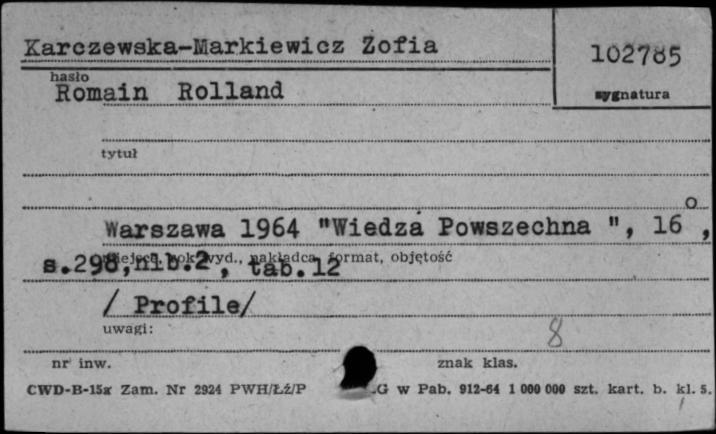 Karczewska-Markiewicz Zofia
102785
hasło
sygnatura
Romain Rolland
tytuł
Warszawa 1964 "Wiedza Powszechna ", 16°,
miejsce, rok wyd., nakładca, format, objętość
s.298,nlb.2, tab.12
/ Profile/
uwagi:
8
nr inw.
znak klas.
CWD-B-15a Zam. Nr 2924 PWH/Łź/P
LG w Pab. 912-64 1 000 000 szt. kart. b. kl. 5.